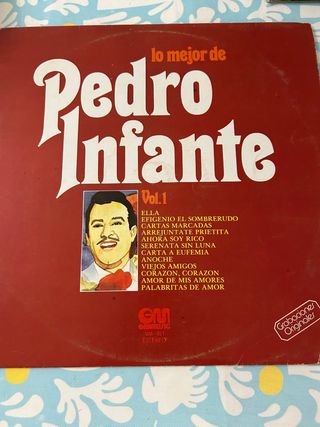 lo mejor de
Pedro
Infante
Vol.1
ELLA
EFIGENIO EL SOMBRERUDO
CARTAS MARCADAS
ARREJUNTATE PRIETITA
AHORA SOY RICO
SERENATA SIN LUNA
CARTA A EUFEMIA
ANOCHE
VIEJOS AMIGOS
CORAZON, CORAZON
AMOR DE MIS AMORES
PALABRITAS DE AMOR
Grabaciones
Originales